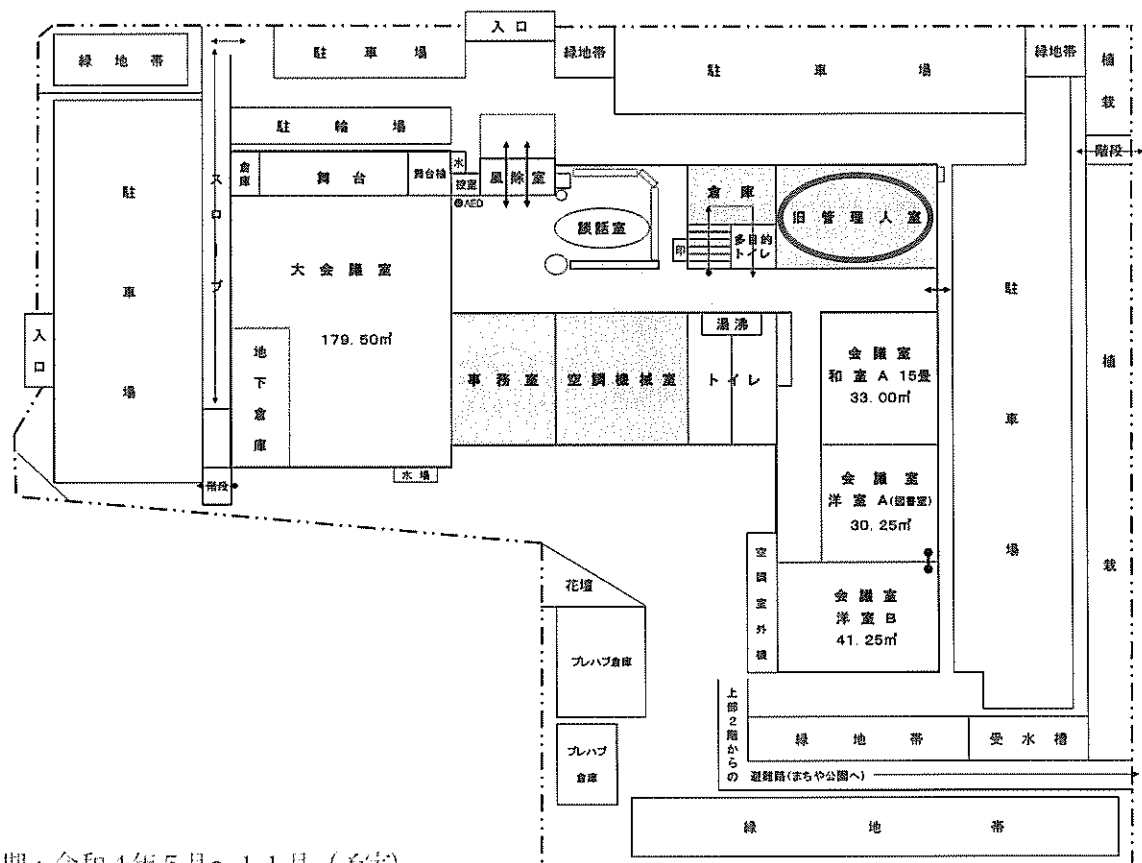 入口
緑地帯
駐車場
緑地帯
駐車場
緑地帯
植栽
駐輪場
階段
スロープ
倉庫
舞台
舞台袖
水
控室
風除室
倉庫
旧管理人室
AED
談話室
印
多目的
トイレ
駐車場
大会議室
179.50㎡
入口
地下倉庫
事務室
空調機械室
湯沸
トイレ
会議室
和室A 15畳
33.00㎡
駐車場
植栽
水場
階段
会議室
洋室A(図書室)
30.25㎡
空調室外機
会議室
洋室B
41.25㎡
花壇
プレハブ倉庫
上部2階からの
避難路(まちや公園へ)
緑地帯
受水槽
プレハブ
倉庫
緑地帯